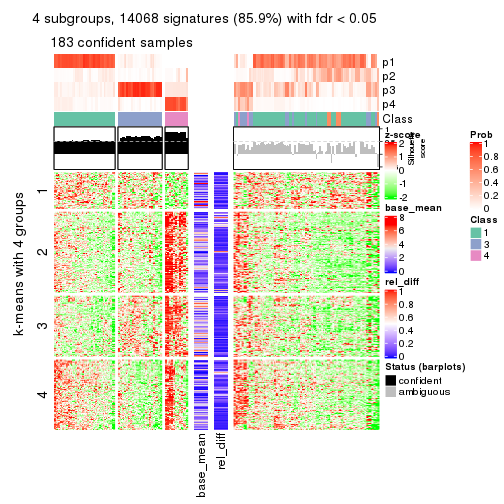 4 subgroups, 14068 signatures (85.9%) with fdr < 0.05
183 confident samples
p1
p2
p3
p4
Class
1
Silhouette
score
z-score
2
1
0
-1
-2
Prob
1
0.8
0.6
0.4
0.2
0
base_mean
8
6
4
2
0
Class
1
3
4
rel_diff
1
0.8
0.6
0.4
0.2
0
Status (barplots)
confident
ambiguous
k-means with 4 groups
1
2
3
4
base_mean
rel_diff